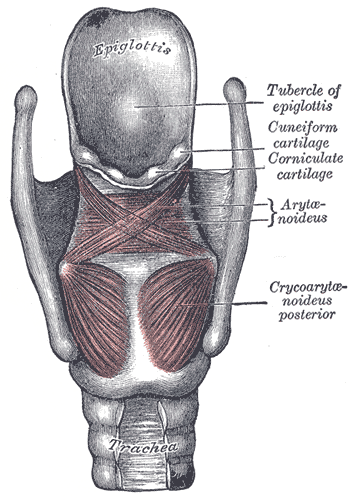 Epiglottis
Tubercle of
epiglottis
Cuneiform
cartilage
Corniculate
cartilage
Arytæ-
noideus
Crycoarytæ-
noideus
posterior
Trachea